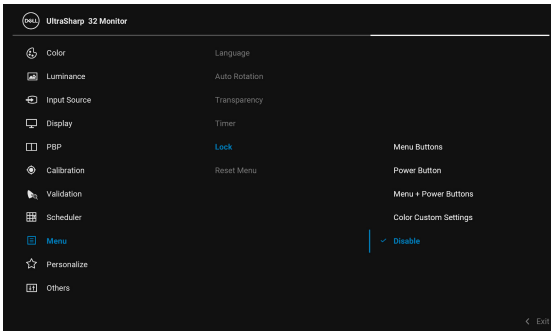 DELL UltraSharp 32 Monitor
Color Language
Luminance Auto Rotation
Input Source Transparency
Display Timer
PBP Lock Menu Buttons
Calibration Reset Menu Power Button
Validation Menu + Power Buttons
Scheduler Color Custom Settings
Menu Disable
Personalize
Others
Exit